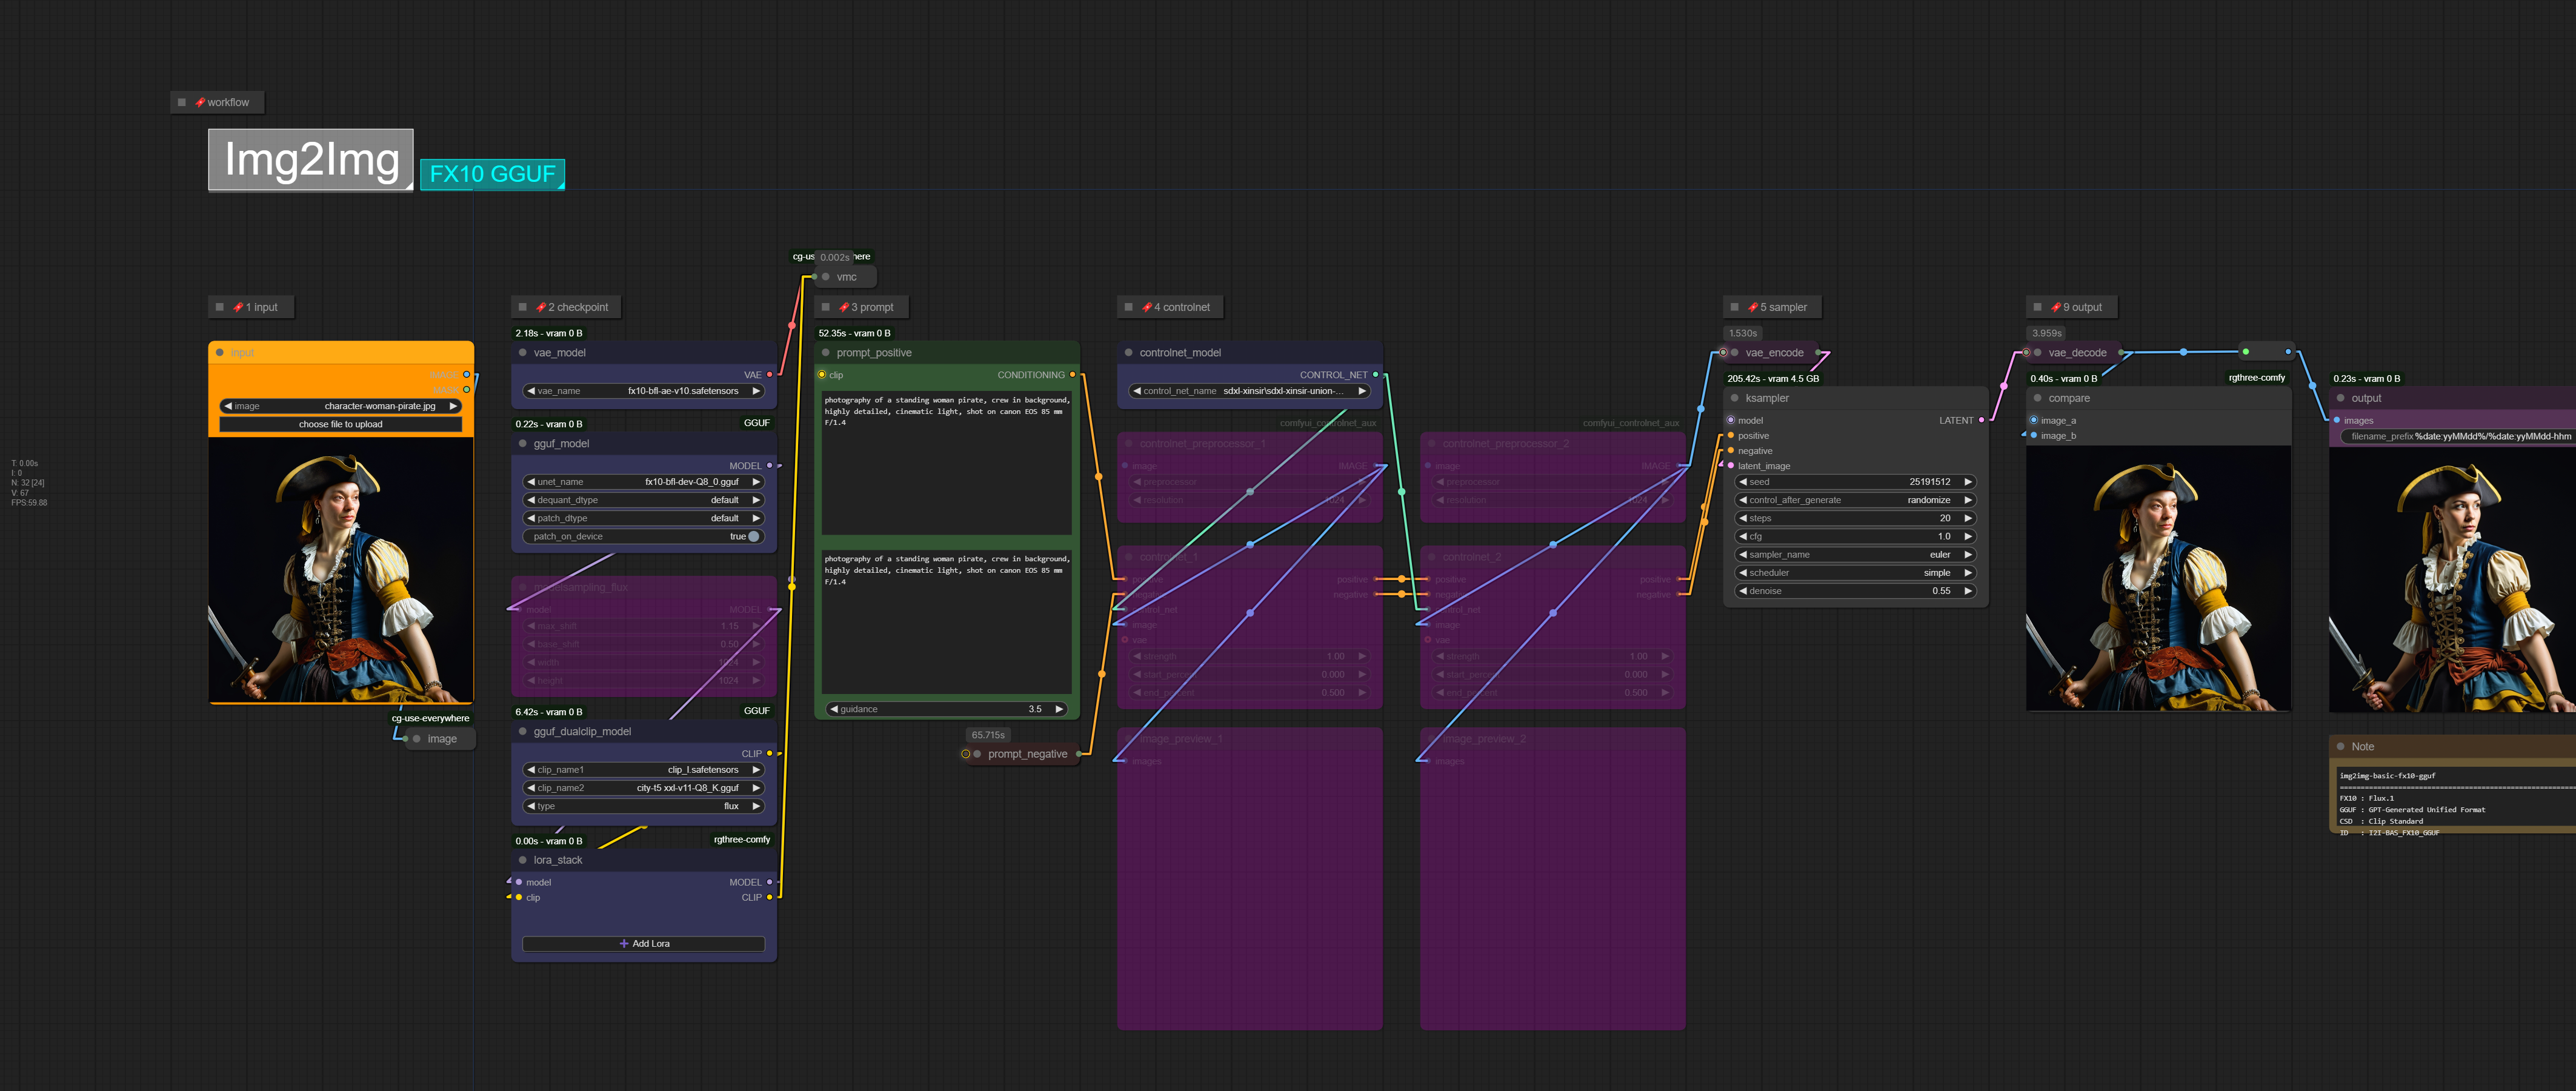 workflow
Img2Img
FX10 GGUF
0.002s
vmc
1 input
2 checkpoint
3 prompt
4 controlnet
5 sampler
9 output
T: 0.00s
I: 0
N: 32 [24]
V: 67
FPS:59.88
input
IMAGE
image character-woman-pirate.jpg
choose file to upload
cg-use-everywhere
image
2.18s - vram 0 B
vae_model
VAE
vae_name fx10-bfl-ae-v10.safetensors
0.22s - vram 0 B GGUF
gguf_model
MODEL
unet_name fx10-bfl-dev-Q8_0.gguf
dequant_dtype default
patch_dtype default
patch_on_device true
modelsampling_flux
model MODEL
max_shift 1.15
base_shift 0.50
width 1024
height 1024
6.42s - vram 0 B GGUF
gguf_dualclip_model
CLIP
clip_name1 clip_l.safetensors
clip_name2 city-t5 xxl-v11-Q8_K.gguf
type flux
0.00s - vram 0 B rgthree-comfy
lora_stack
model MODEL
clip CLIP
Add Lora
52.35s - vram 0 B
prompt_positive
clip CONDITIONING
photography of a standing woman pirate, crew in background,
highly detailed, cinematic light, shot on canon EOS 85 mm
F/1.4
photography of a standing woman pirate, crew in background,
highly detailed, cinematic light, shot on canon EOS 85 mm
F/1.4
guidance 3.5
65.715s
prompt_negative
controlnet_model
CONTROL_NET
control_net_name sdxl-xinsir\sdxl-xinsir-union-...
comfyui_controlnet_aux
controlnet_preprocessor_1
image IMAGE
preprocessor
resolution 1024
controlnet_1
positive positive
negative negative
control_net
image
vae
strength 1.00
start_percent 0.000
end_percent 0.500
image_preview_1
images
comfyui_controlnet_aux
controlnet_preprocessor_2
image IMAGE
preprocessor
resolution 1024
controlnet_2
positive positive
negative negative
control_net
image
vae
strength 1.00
start_percent 0.000
end_percent 0.500
image_preview_2
images
1.530s
vae_encode
205.42s - vram 4.5 GB
ksampler
model LATENT
positive
negative
latent_image
seed 25191512
control_after_generate randomize
steps 20
cfg 1.0
sampler_name euler
scheduler simple
denoise 0.55
3.959s
vae_decode
0.40s - vram 0 B rgthree-comfy
compare
image_a
image_b
0.23s - vram 0 B
output
images
filename_prefix %date:yyMMdd%/%date:yyMMdd-hhm
Note
img2img-basic-fx10-gguf
FX10 : Flux.1
GGUF : GPT-Generated Unified Format
CSD : Clip Standard
ID : I2I-BAS_FX10_GGUF